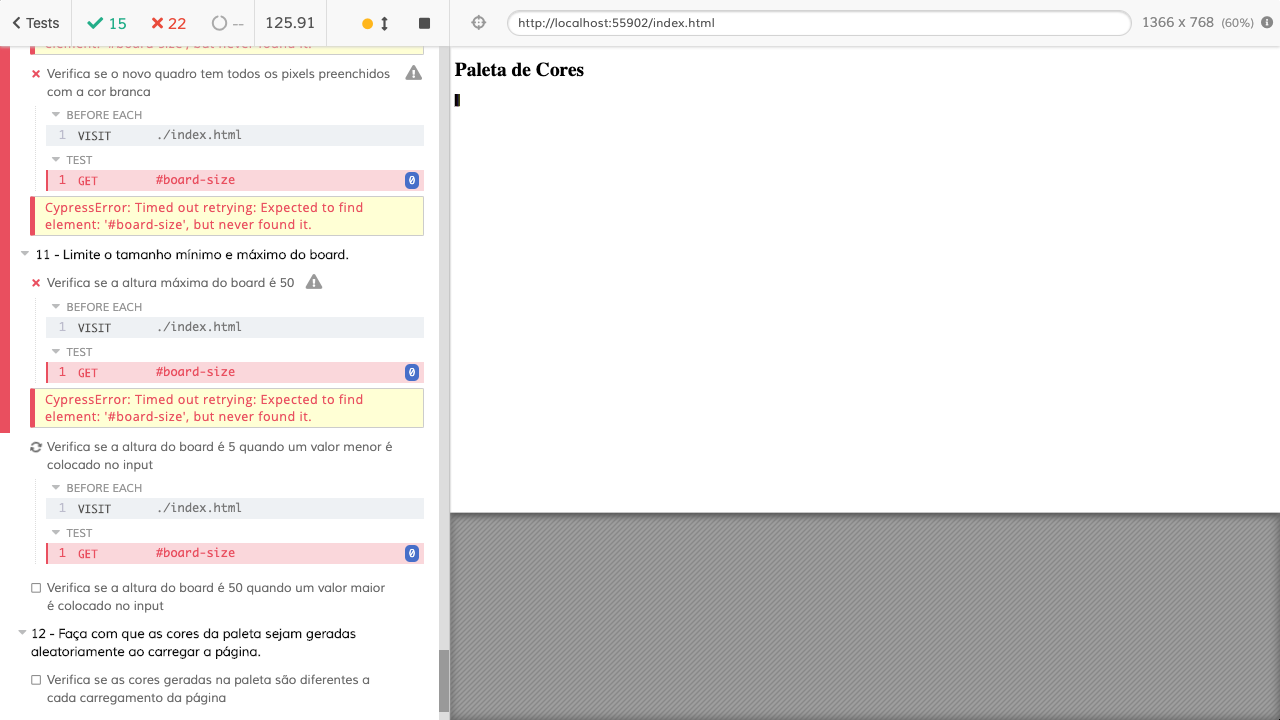 Tests
15
22
--
125.91
http://localhost:55902/index.html
1366 x 768 (60%)
element: '#board-size', but never found it.
Verifica se o novo quadro tem todos os pixels preenchidos
com a cor branca
BEFORE EACH
1 VISIT ./index.html
TEST
1 GET #board-size 0
CypressError: Timed out retrying: Expected to find
element: '#board-size', but never found it.
11 - Limite o tamanho mínimo e máximo do board.
Verifica se a altura máxima do board é 50
BEFORE EACH
1 VISIT ./index.html
TEST
1 GET #board-size 0
CypressError: Timed out retrying: Expected to find
element: '#board-size', but never found it.
Verifica se a altura do board é 5 quando um valor menor é
colocado no input
BEFORE EACH
1 VISIT ./index.html
TEST
1 GET #board-size 0
Verifica se a altura do board é 50 quando um valor maior
é colocado no input
12 - Faça com que as cores da paleta sejam geradas
aleatoriamente ao carregar a página.
Verifica se as cores geradas na paleta são diferentes a
cada carregamento da página
Paleta de Cores